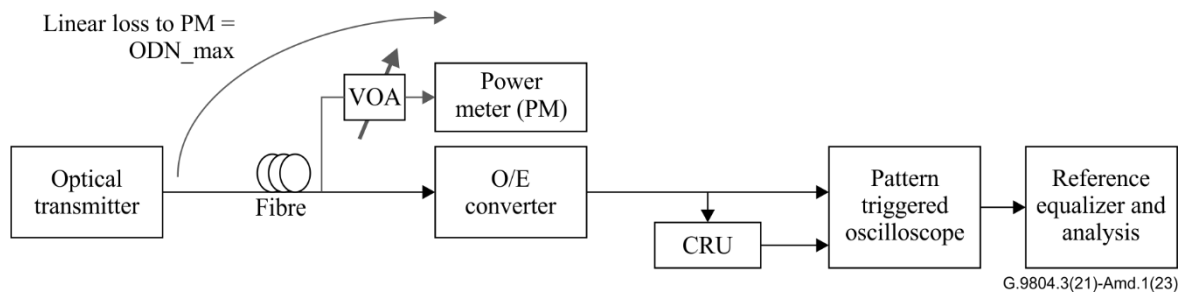 Linear loss to PM =
ODN_max
VOA
Power
meter (PM)
Optical
transmitter
Fibre
O/E
converter
CRU
Pattern
triggered
oscilloscope
Reference
equalizer and
analysis
G.9804.3(21)-Amd.1(23)